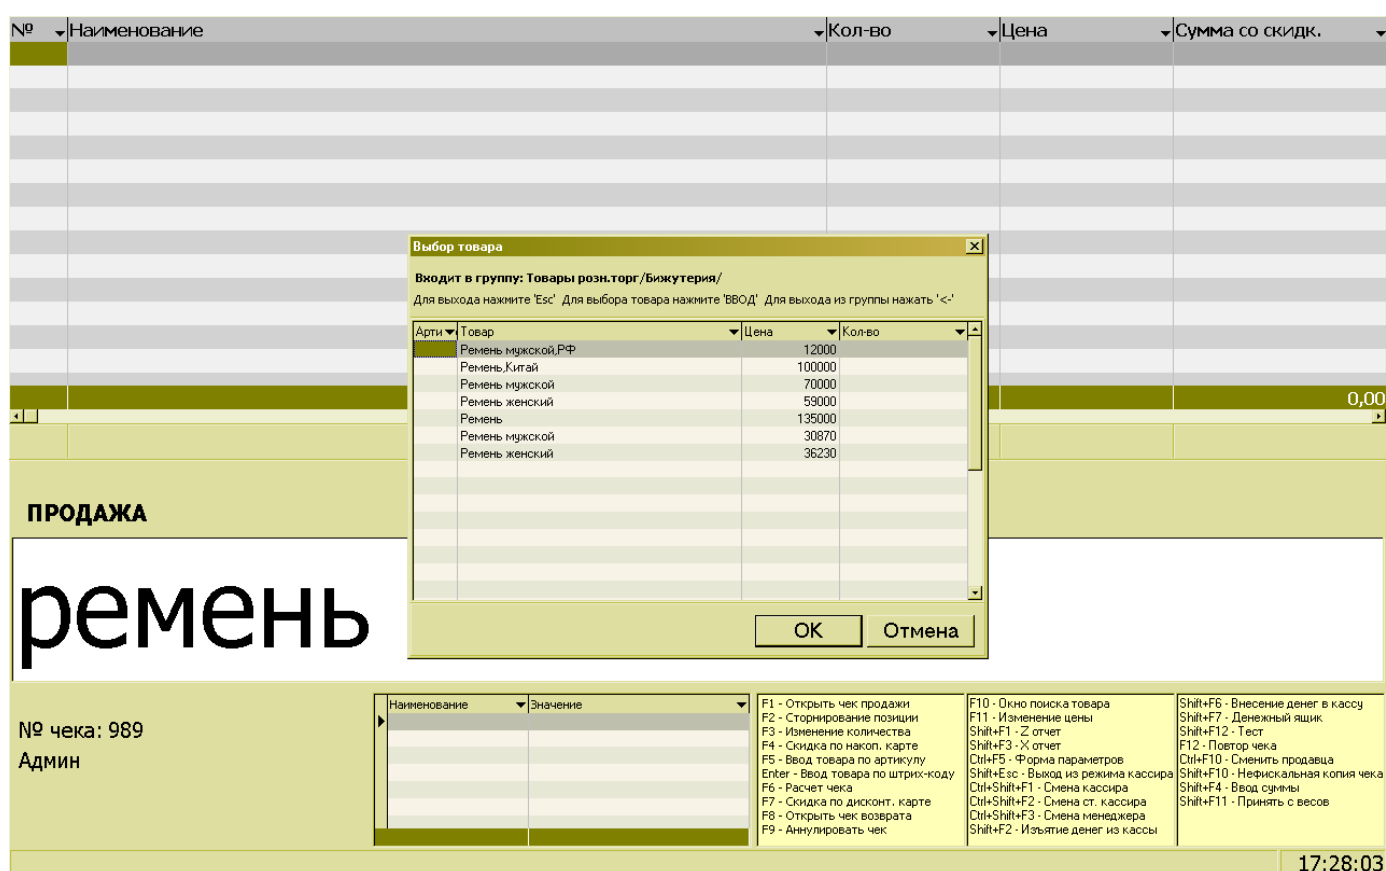 № Наименование Кол-во Цена Сумма со скидк.
Выбор товара
Входит в группу: Товары розн.торг/Бижутерия/
Для выхода нажмите 'Esc' Для выбора товара нажмите 'ВВОД' Для выхода из группы нажать '<-'
Арти Товар Цена Кол-во
Ремень мужской,РФ 12000
Ремень,Китай 100000
Ремень мужской 70000
Ремень женский 59000
Ремень 135000
Ремень мужской 30870
Ремень женский 36230
OK Отмена
0,00
ПРОДАЖА
ремень
№ чека: 989
Админ
Наименование Значение
F1 - Открыть чек продажи
F2 - Сторнирование позиции
F3 - Изменение количества
F4 - Скидка по накоп. карте
F5 - Ввод товара по артикулу
Enter - Ввод товара по штрих-коду
F6 - Расчет чека
F7 - Скидка по дисконт. карте
F8 - Открыть чек возврата
F9 - Аннулировать чек
F10 - Окно поиска товара
F11 - Изменение цены
Shift+F1 - Z отчет
Shift+F3 - X отчет
Ctrl+F5 - Форма параметров
Shift+Esc - Выход из режима кассира
Ctrl+Shift+F1 - Смена кассира
Ctrl+Shift+F2 - Смена ст. кассира
Ctrl+Shift+F3 - Смена менеджера
Shift+F2 - Изъятие денег из кассы
Shift+F6 - Внесение денег в кассу
Shift+F7 - Денежный ящик
Shift+F12 - Тест
F12 - Повтор чека
Ctrl+F10 - Сменить продавца
Shift+F10 - Нефискальная копия чека
Shift+F4 - Ввод суммы
Shift+F11 - Принять с весов
17:28:03